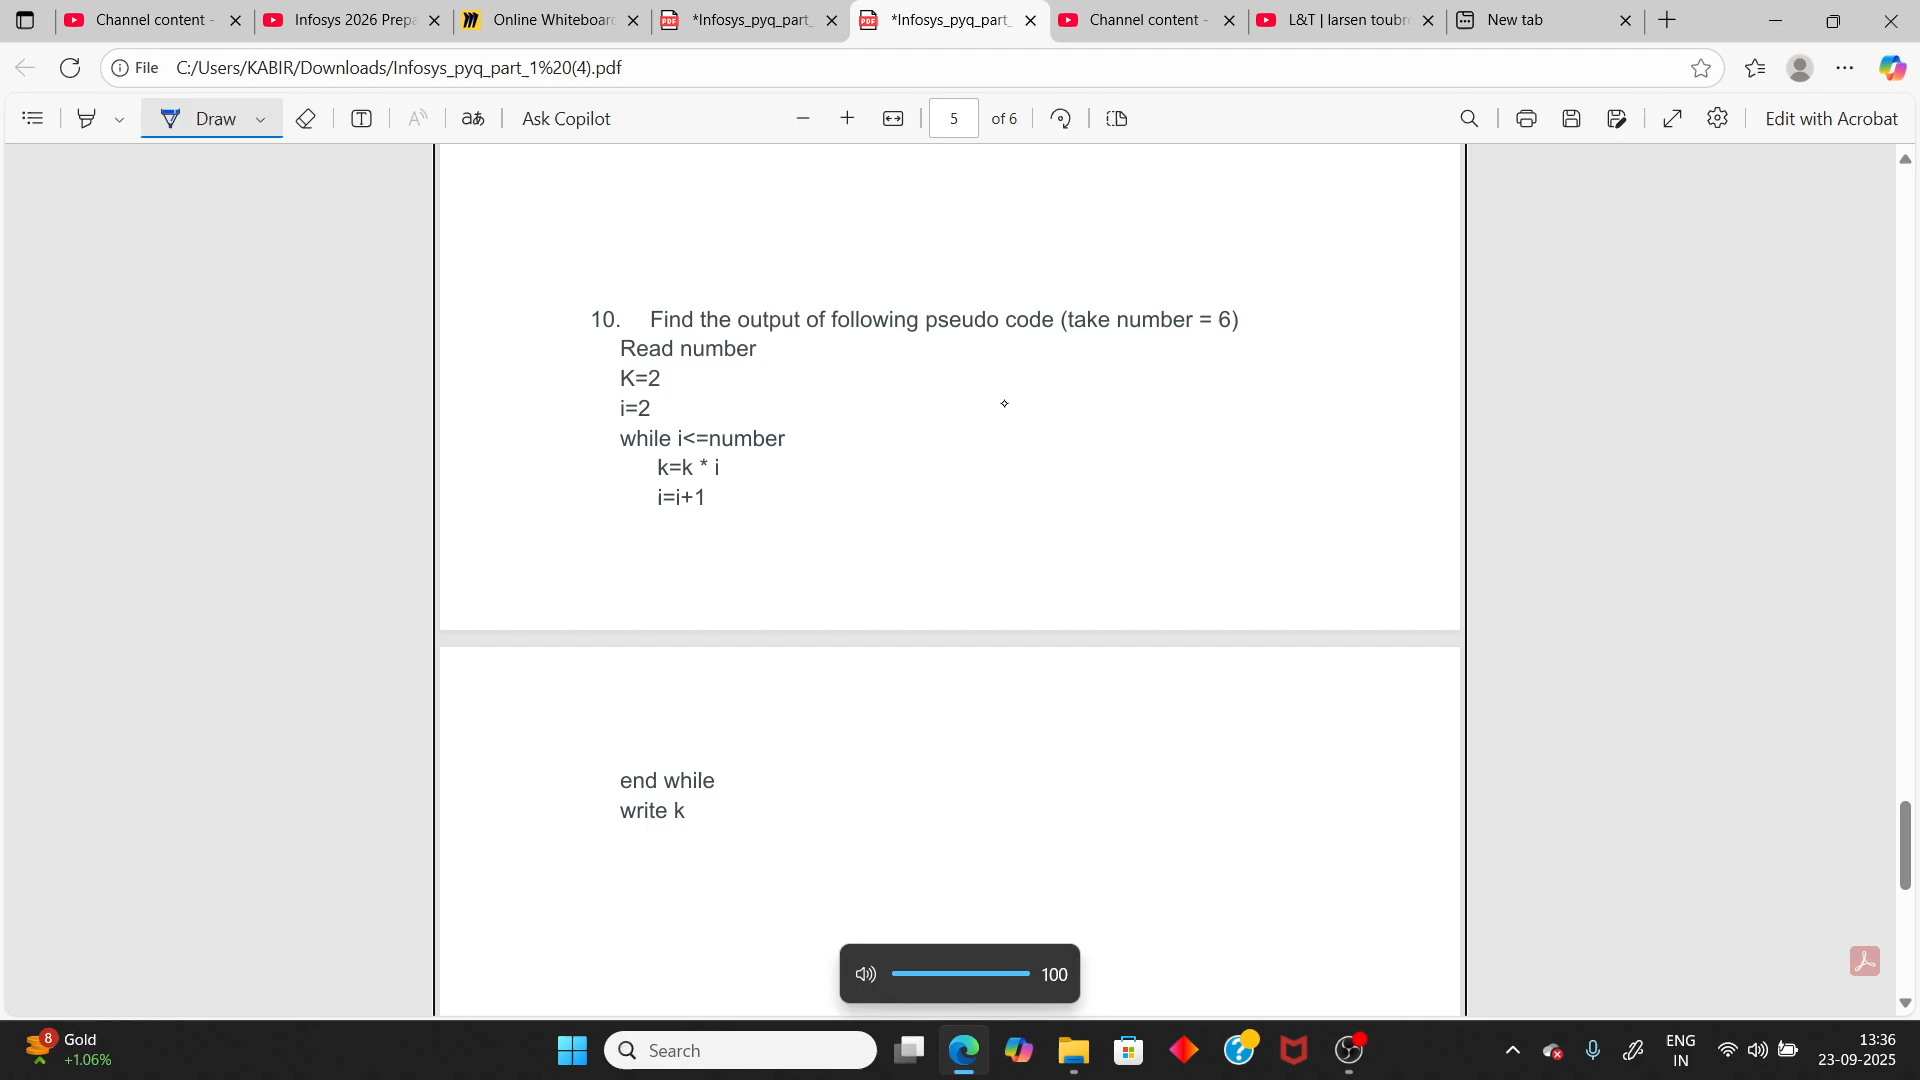 Channel content -
Infosys 2026 Prepa
Online Whiteboard
*Infosys_pyq_part_
*Infosys_pyq_part_
Channel content -
L&T | larsen toubr
New tab
File C:/Users/KABIR/Downloads/Infosys_pyq_part_1%20(4).pdf
Draw
Ask Copilot
5 of 6
Edit with Acrobat
10. Find the output of following pseudo code (take number = 6)
Read number
K=2
i=2
while i<=number
k=k * i
i=i+1
end while
write k
100
8
Gold
+1.06%
Search
ENG
IN
13:36
23-09-2025